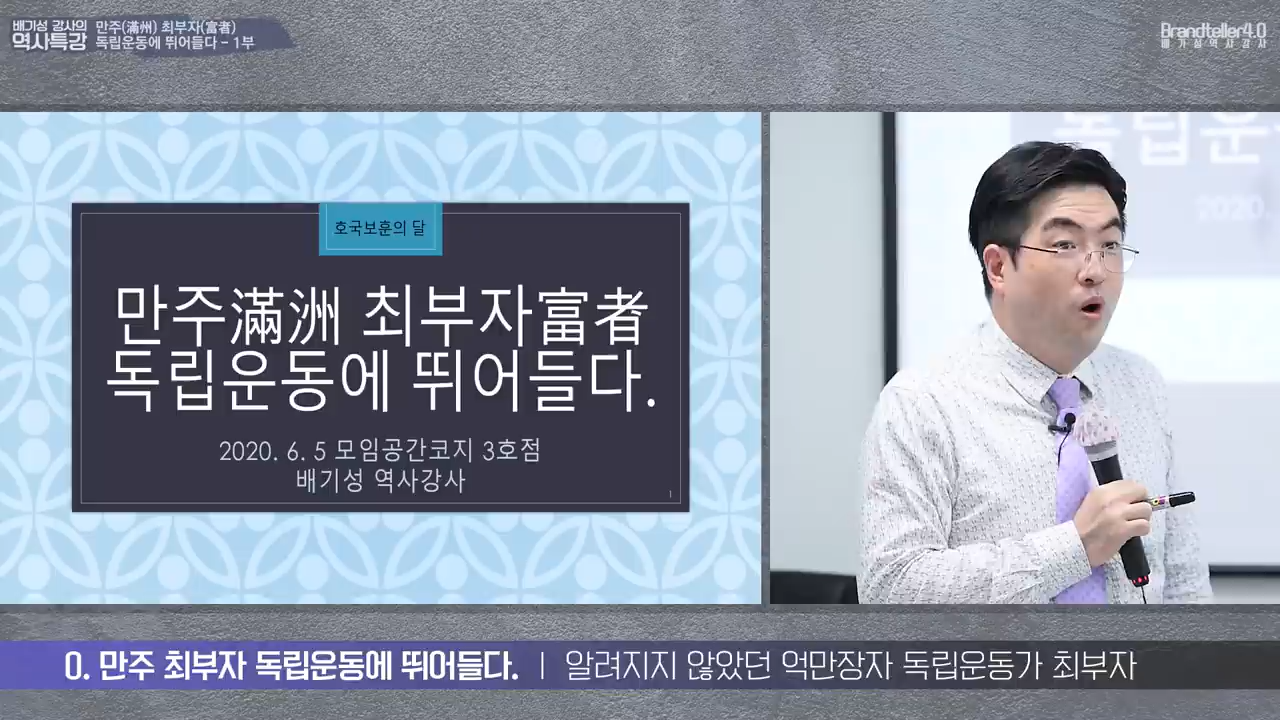 배기성 강사의
역사특강
만주(滿州) 최부자(富者)
독립운동에 뛰어들다 - 1부
Brandteller4.0
배기성역사강사
호국보훈의 달
만주滿洲 최부자富者
독립운동에 뛰어들다.
2020. 6. 5 모임공간코지 3호점
배기성 역사강사
1
독립운
2020.
0. 만주 최부자 독립운동에 뛰어들다. | 알려지지 않았던 억만장자 독립운동가 최부자